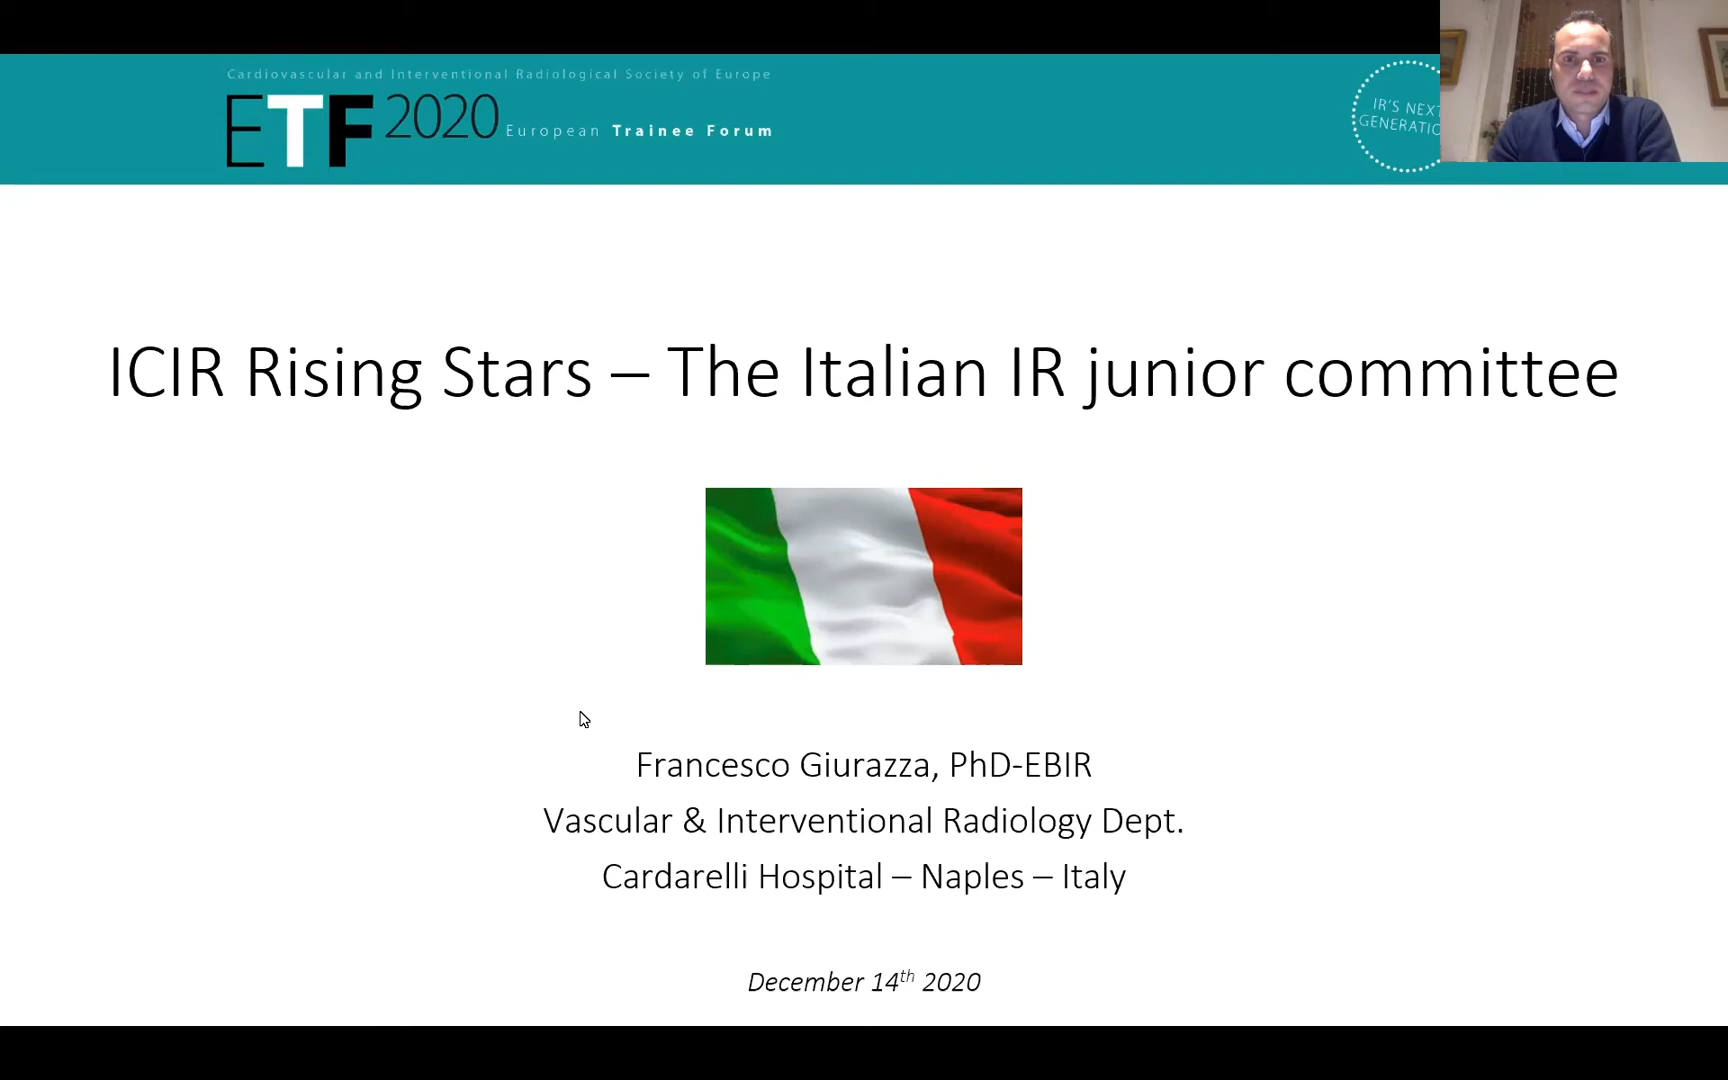 Cardiovascular and Interventional Radiological Society of Europe
ETF 2020 European Trainee Forum
IR'S NEXT
ICIR Rising Stars – The Italian IR junior committee
Francesco Giurazza, PhD-EBIR
Vascular & Interventional Radiology Dept.
Cardarelli Hospital – Naples – Italy
December 14th 2020